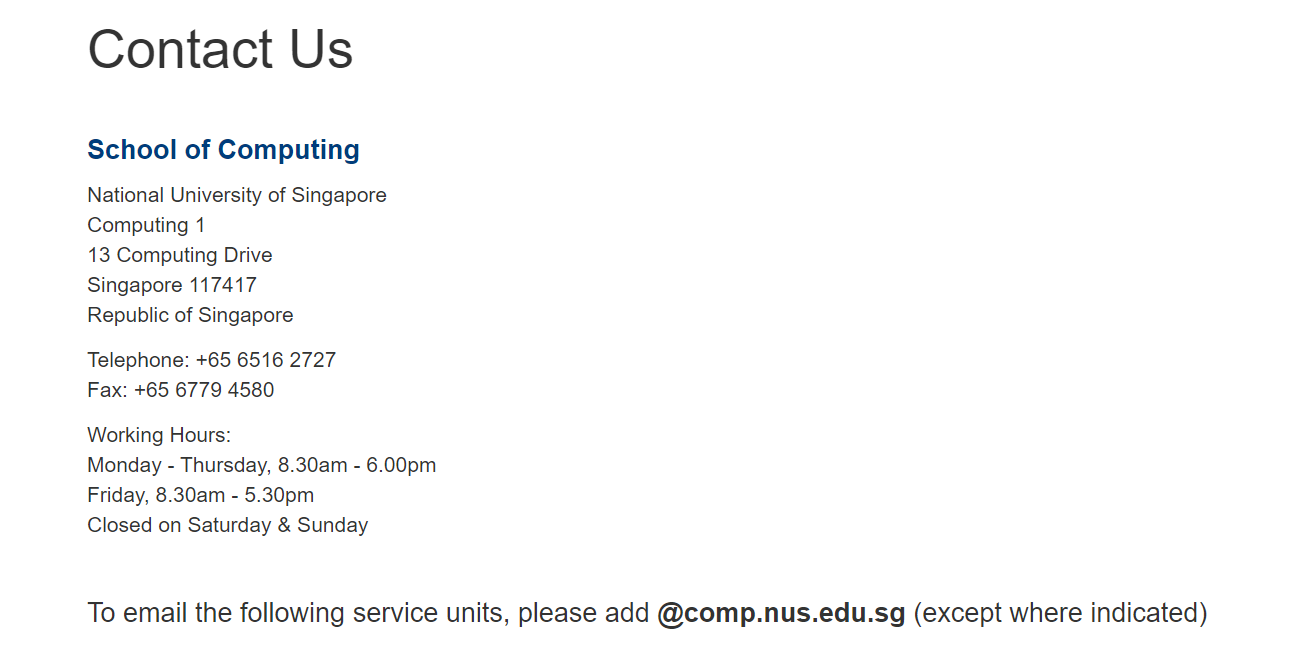 Contact Us
School of Computing
National University of Singapore
Computing 1
13 Computing Drive
Singapore 117417
Republic of Singapore
Telephone: +65 6516 2727
Fax: +65 6779 4580
Working Hours:
Monday - Thursday, 8.30am - 6.00pm
Friday, 8.30am - 5.30pm
Closed on Saturday & Sunday
To email the following service units, please add @comp.nus.edu.sg (except where indicated)